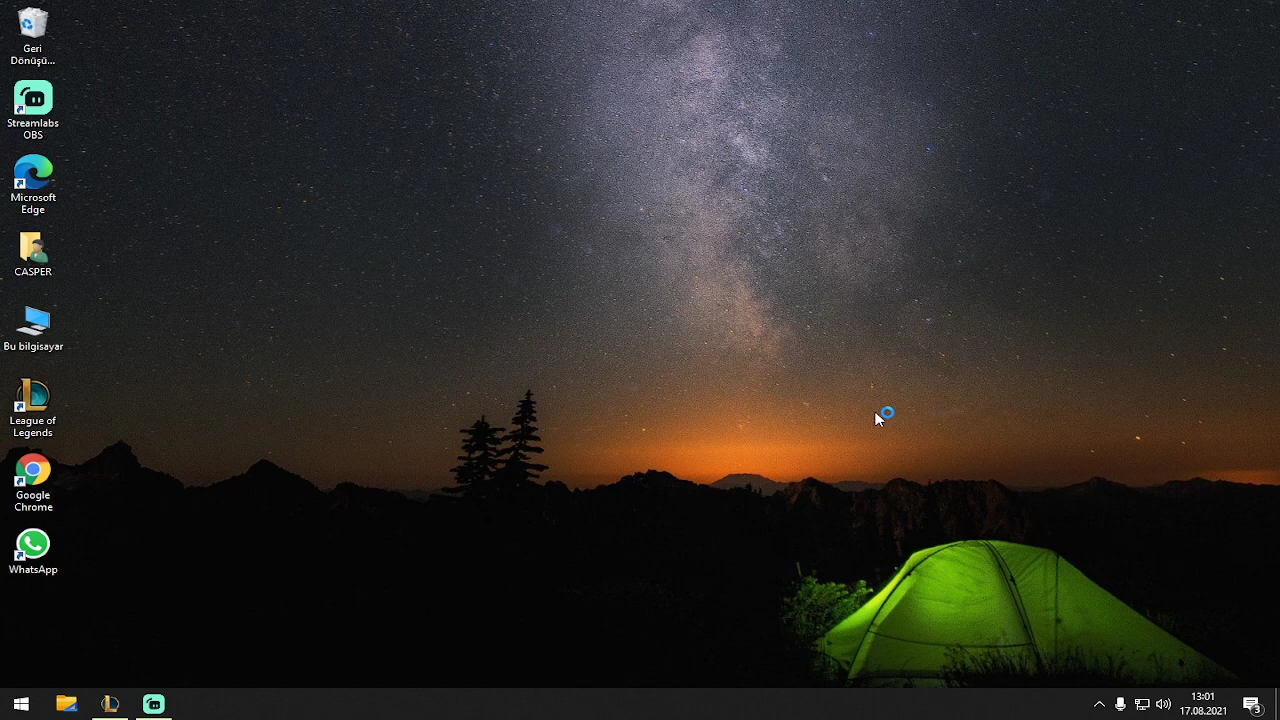 Geri
Dönüşü...
Streamlabs
OBS
Microsoft
Edge
CASPER
Bu bilgisayar
League of
Legends
Google
Chrome
WhatsApp
13:01
17.08.2021
3